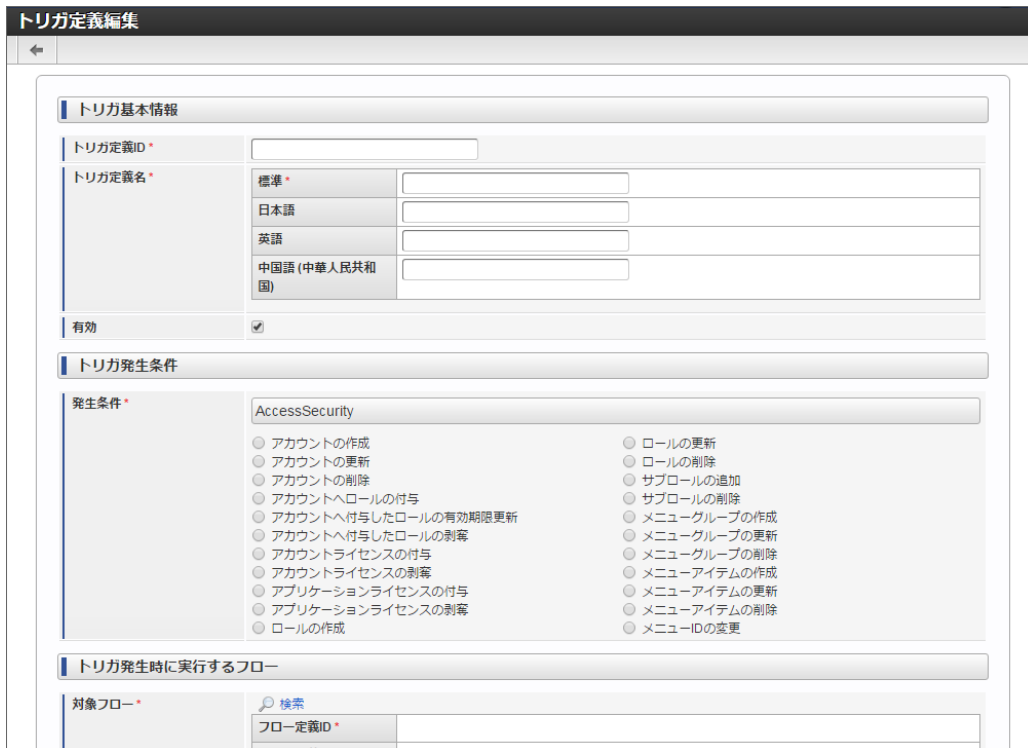 トリガ定義編集
トリガ基本情報
トリガ定義ID *
トリガ定義名 *
標準 *
日本語
英語
中国語 (中華人民共和
国)
有効
トリガ発生条件
発生条件 *
AccessSecurity
アカウントの作成
アカウントの更新
アカウントの削除
アカウントへロールの付与
アカウントへ付与したロールの有効期限更新
アカウントへ付与したロールの剥奪
アカウントライセンスの付与
アカウントライセンスの剥奪
アプリケーションライセンスの付与
アプリケーションライセンスの剥奪
ロールの作成
ロールの更新
ロールの削除
サブロールの追加
サブロールの削除
メニューグループの作成
メニューグループの更新
メニューグループの削除
メニューアイテムの作成
メニューアイテムの更新
メニューアイテムの削除
メニューIDの変更
トリガ発生時に実行するフロー
対象フロー *
検索
フロー定義ID *